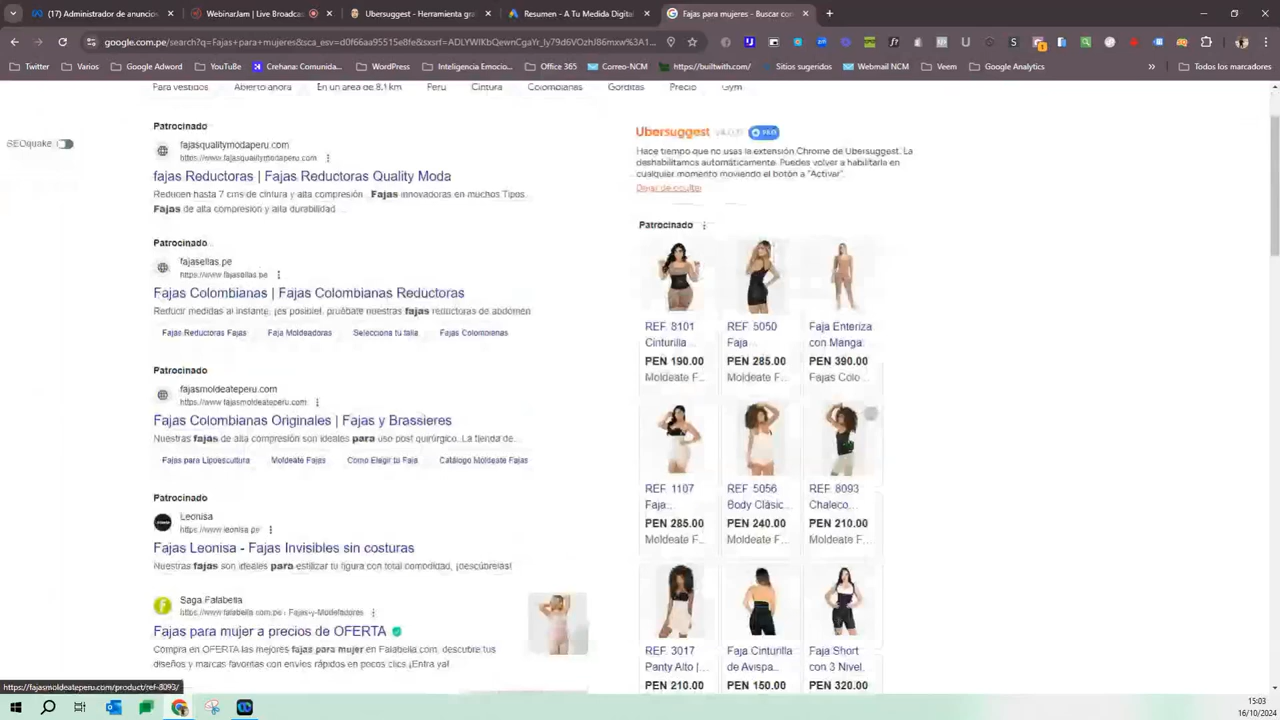 Administrador de anuncio
WebinarJam | Live Broadcas
Ubersuggest - Herramienta gra
Resumen - A Tu Medida Digital
Fajas para mujeres - Buscar con
google.com.pe/search?q=Fajas+para+mujeres&sca_esv=d0f66aa95515e8fe&sxsrf=
Twitter
Varios
Google Adword
YouTuBe
Crehana: Comunida...
WordPress
Inteligencia Emocio...
Office 365
Correo-NCM
https://builtwith.com/
Sitios sugeridos
Webmail NCM
Veem
Google Analytics
»
Todos los marcadores
Para vestidos
Abierto ahora
En un área de 8.1 km
Perú
Cintura
Colombianas
Gorditas
Precio
Gym
SEOquake
Patrocinado
fajasqualitymodaperu.com
https://www.fajasqualitymodaperu.com
fajas Reductoras | Fajas Reductoras Quality Moda
Reducen hasta 7 cms de cintura y alta compresión Fajas innovadoras en muchos Tipos.
Fajas de alta compresión y alta durabilidad
Patrocinado
fajasellas.pe
https://www.fajasellas.pe
Fajas Colombianas | Fajas Colombianas Reductoras
Reducir medidas al instante, ¡es posible!, pruébate nuestras fajas reductoras de abdomen
Fajas Reductoras Fajas
Faja Moldeadoras
Selecciona tu talla
Fajas Colombianas
Patrocinado
fajasmoldeateperu.com
https://www.fajasmoldeateperu.com
Fajas Colombianas Originales | Fajas y Brassieres
Nuestras fajas de alta compresión son ideales para uso post quirúrgico..La tienda de...
Fajas para Lipoescultura
Moldeate Fajas
Como Elegir tu Faja
Catálogo Moldeate Fajas
Patrocinado
Leonisa
https://www.leonisa.pe
Fajas Leonisa - Fajas Invisibles sin costuras
Nuestras fajas son ideales para estilizar tu figura con total comodidad, ¡descúbrelas!
Saga Falabella
https://www.falabella.com.pe › Fajas-y-Modeladores
Fajas para mujer a precios de OFERTA
Compra en OFERTA las mejores fajas para mujer en Falabella.com, descubre tus
diseños y marcas favoritas con envíos rápidos en pocos clics ¡Entra ya!
Ubersuggest
Hace tiempo que no usas la extensión Chrome de Ubersuggest. La
deshabilitamos automáticamente. Puedes volver a habilitarla en
cualquier momento moviendo el botón a "Activar".
Dejar de ocultar
Patrocinado
REF. 8101
Cinturilla...
PEN 190.00
Moldeate F...
REF. 5050
Faja...
PEN 285.00
Moldeate F...
Faja Enteriza
con Manga
PEN 390.00
Fajas Colo...
REF. 1107
Faja...
PEN 285.00
Moldeate F...
REF. 5056
Body Clásic...
PEN 240.00
Moldeate F...
REF. 8093
Chaleco...
PEN 210.00
Moldeate F...
REF. 3017
Panty Alto |...
PEN 210.00
Faja Cinturilla
de Avispa...
PEN 150.00
Faja Short
con 3 Nivel...
PEN 320.00
https://fajasmoldeateperu.com/product/ref-8093/
15:03
16/10/2024